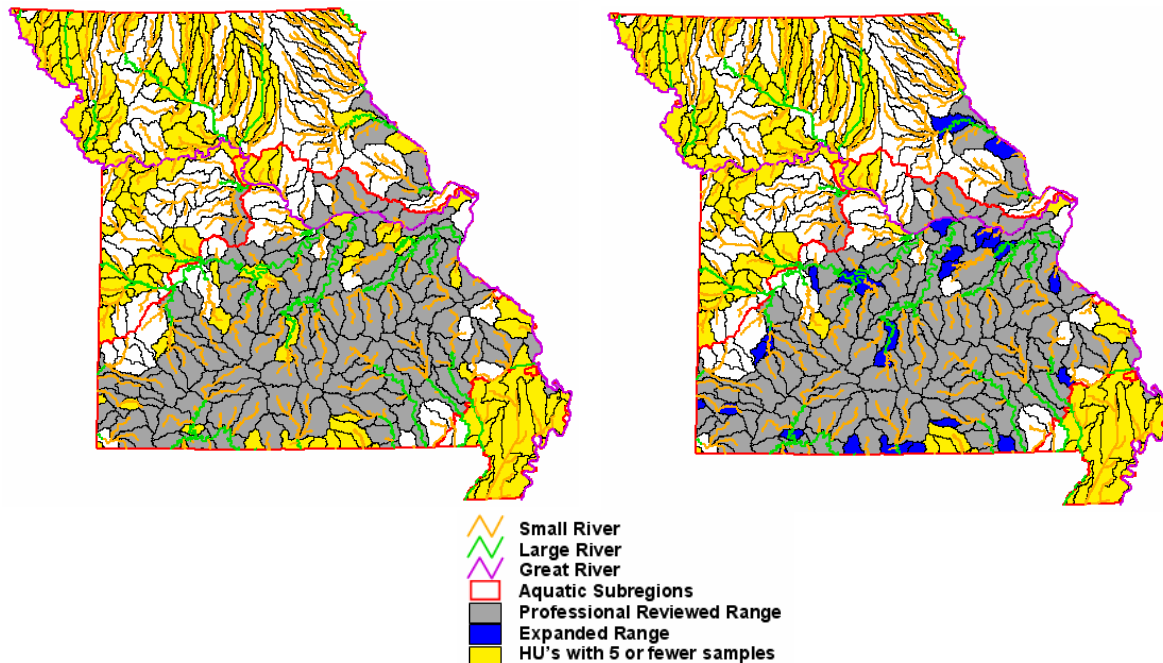 Small River
Large River
Great River
Aquatic Subregions
Professional Reviewed Range
Expanded Range
HU's with 5 or fewer samples